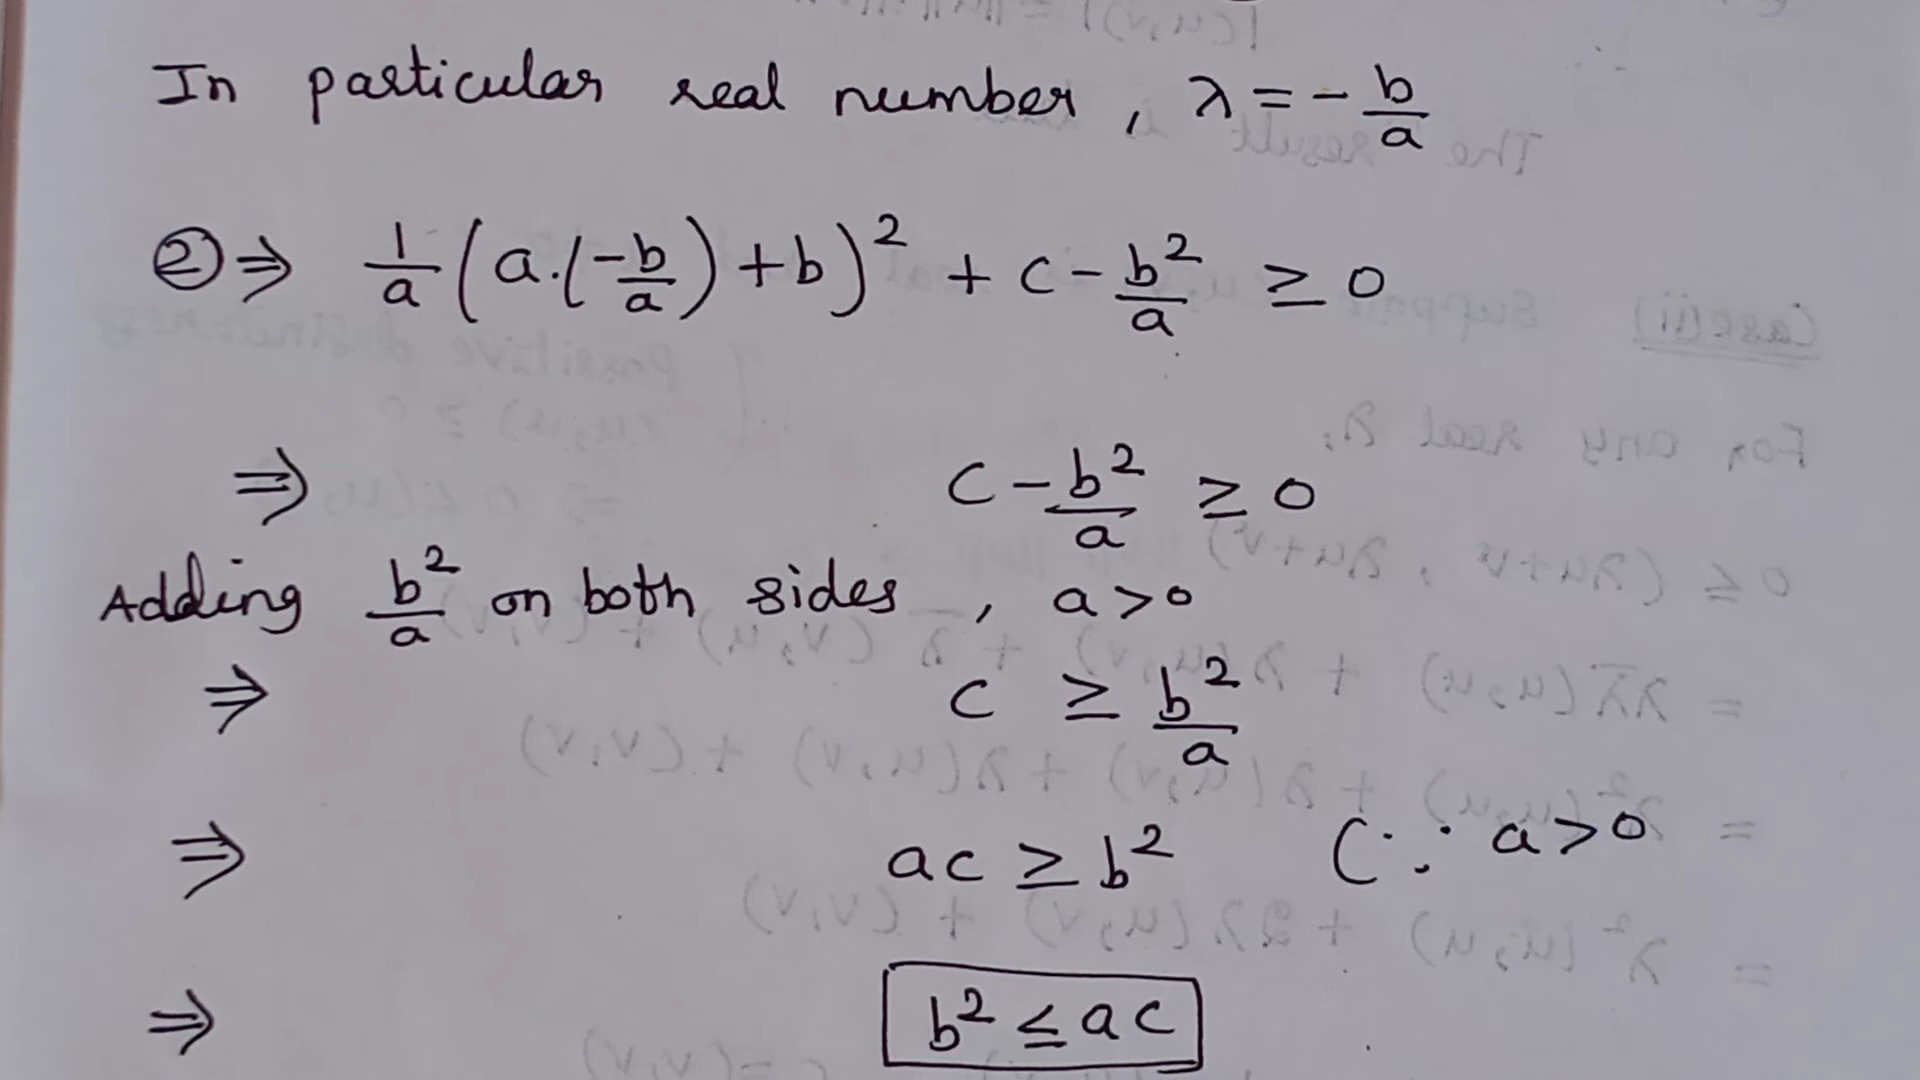 In particular real number, λ = - b/a
② ⇒ 1/a (a.(-b/a) + b)² + c - b²/a ≥ 0
⇒ c - b²/a ≥ 0
Adding b²/a on both sides, a > 0
⇒ c ≥ b²/a
⇒ ac ≥ b² (∵ a > 0
⇒ b² ≤ ac